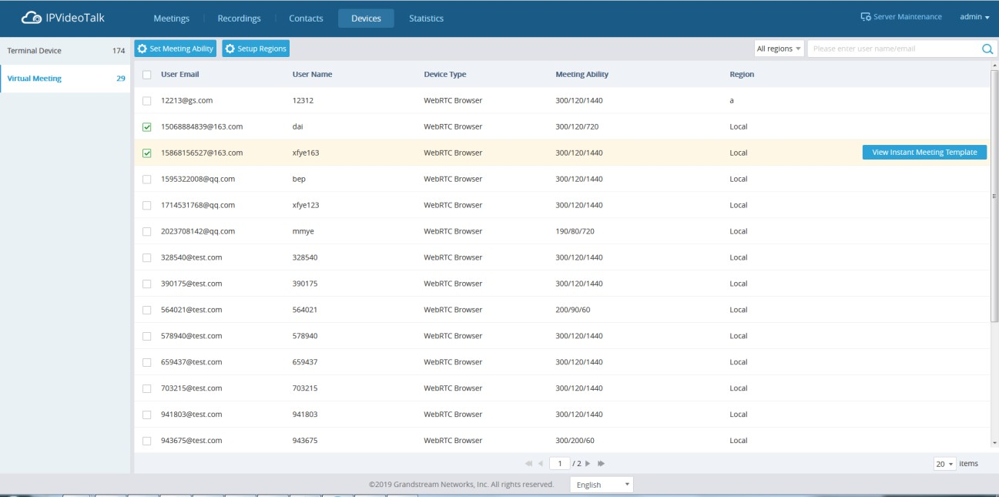 IPVideoTalk Meetings Recordings Contacts Devices Statistics Server Maintenance admin
Terminal Device 174 Set Meeting Ability Setup Regions All regions Please enter user name/email
Virtual Meeting 29 User Email User Name Device Type Meeting Ability Region
12213@gs.com 12312 WebRTC Browser 300/120/1440 a
15068884839@163.com dai WebRTC Browser 300/120/720 Local
15868156527@163.com xfye163 WebRTC Browser 300/120/1440 Local View Instant Meeting Template
1595322008@qq.com bep WebRTC Browser 300/120/1440 Local
1714531768@qq.com xfye123 WebRTC Browser 300/120/1440 Local
2023708142@qq.com mmye WebRTC Browser 190/80/720 Local
328540@test.com 328540 WebRTC Browser 300/120/1440 Local
390175@test.com 390175 WebRTC Browser 300/120/1440 Local
564021@test.com 564021 WebRTC Browser 200/90/60 Local
578940@test.com 578940 WebRTC Browser 300/120/1440 Local
659437@test.com 659437 WebRTC Browser 300/120/1440 Local
703215@test.com 703215 WebRTC Browser 300/120/1440 Local
941803@test.com 941803 WebRTC Browser 300/120/1440 Local
943675@test.com 943675 WebRTC Browser 300/200/60 Local
1 / 2 20 items
©2019 Grandstream Networks, Inc. All rights reserved. English